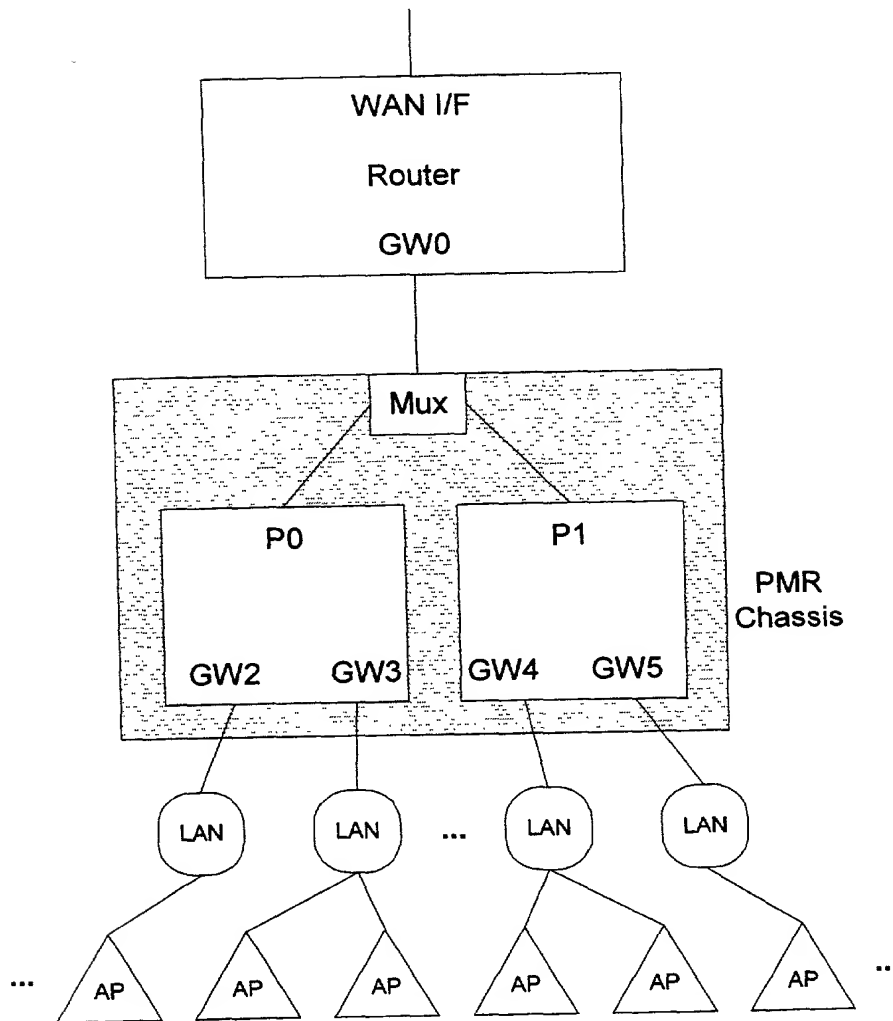 WAN I/F
Router
GW0
Mux
P0
P1
GW2
GW3
GW4
GW5
PMR
Chassis
LAN
LAN
...
LAN
LAN
...
AP
AP
AP
AP
AP
AP
..